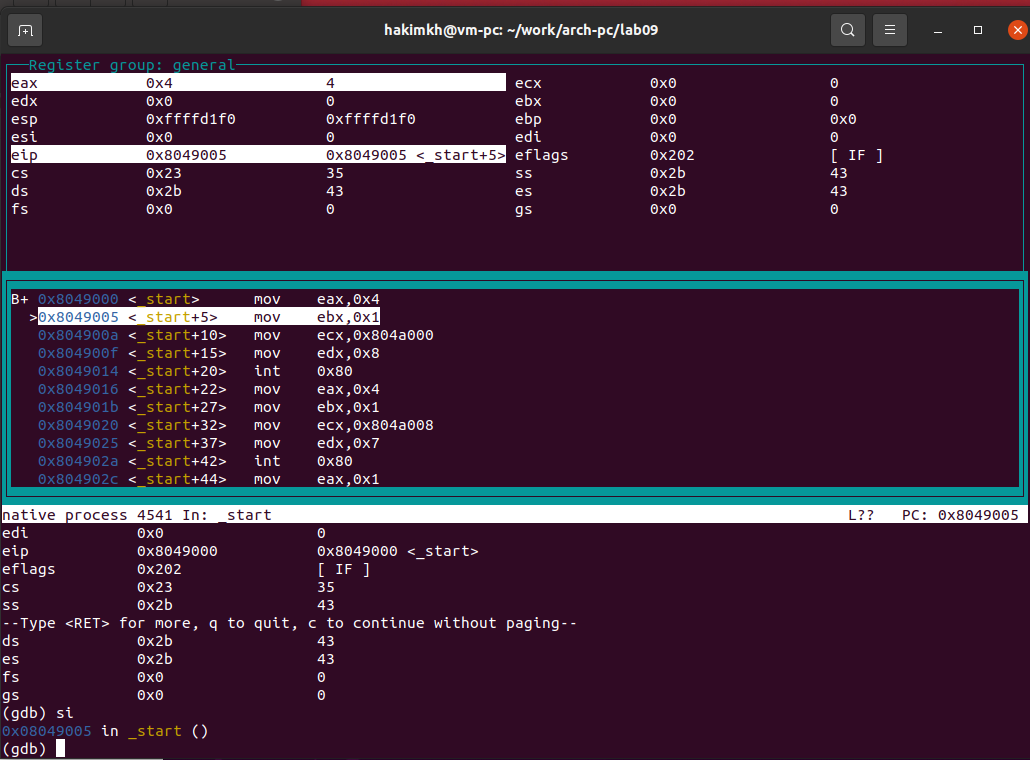 hakimkh@vm-pc: ~/work/arch-pc/lab09
Register group: general
eax 0x4 4 ecx 0x0 0
edx 0x0 0 ebx 0x0 0
esp 0xffffd1f0 0xffffd1f0 ebp 0x0 0x0
esi 0x0 0 edi 0x0 0
eip 0x8049005 0x8049005 <_start+5> eflags 0x202 [ IF ]
cs 0x23 35 ss 0x2b 43
ds 0x2b 43 es 0x2b 43
fs 0x0 0 gs 0x0 0
B+ 0x8049000 <_start> mov eax,0x4
>0x8049005 <_start+5> mov ebx,0x1
0x804900a <_start+10> mov ecx,0x804a000
0x804900f <_start+15> mov edx,0x8
0x8049014 <_start+20> int 0x80
0x8049016 <_start+22> mov eax,0x4
0x804901b <_start+27> mov ebx,0x1
0x8049020 <_start+32> mov ecx,0x804a008
0x8049025 <_start+37> mov edx,0x7
0x804902a <_start+42> int 0x80
0x804902c <_start+44> mov eax,0x1
native process 4541 In: _start L?? PC: 0x8049005
edi 0x0 0
eip 0x8049000 0x8049000 <_start>
eflags 0x202 [ IF ]
cs 0x23 35
ss 0x2b 43
--Type <RET> for more, q to quit, c to continue without paging--
ds 0x2b 43
es 0x2b 43
fs 0x0 0
gs 0x0 0
(gdb) si
0x08049005 in _start ()
(gdb)